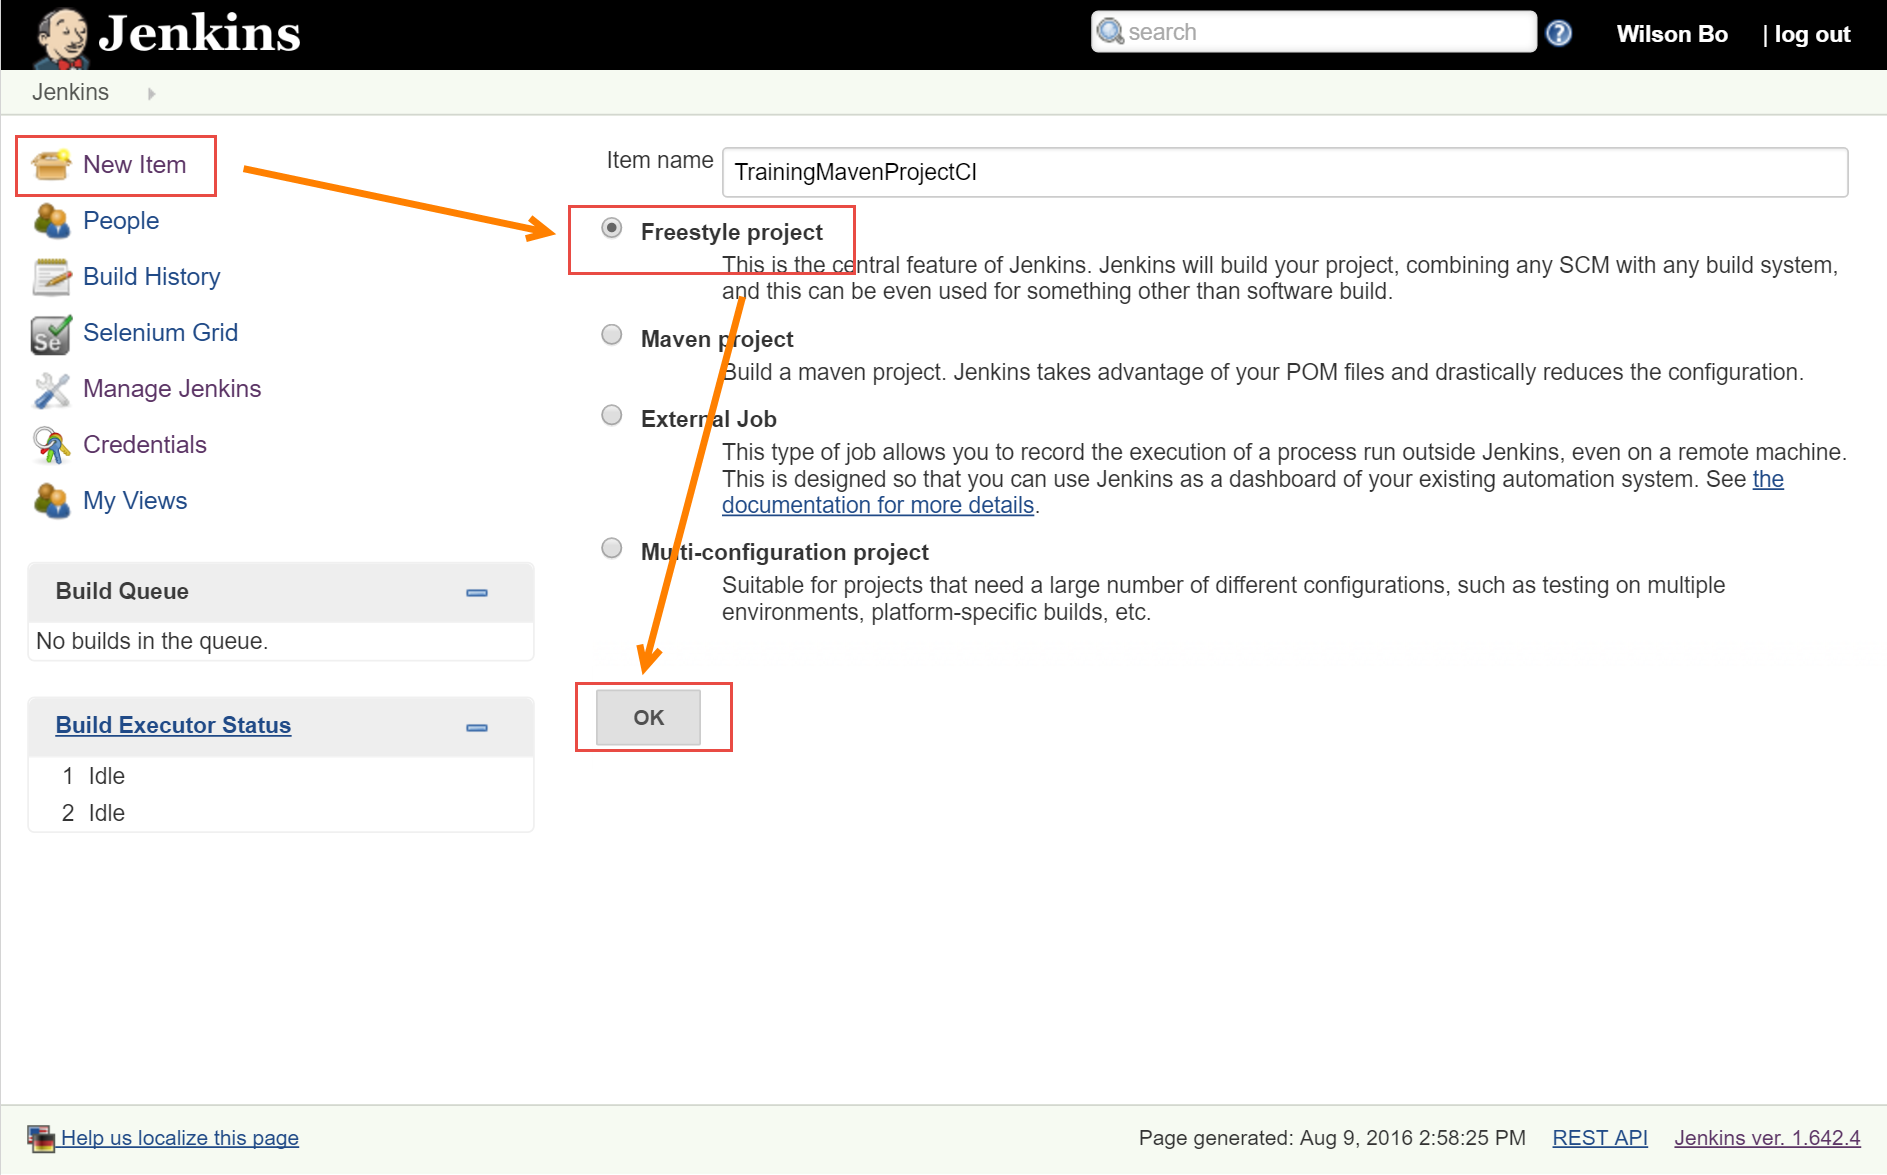 Jenkins
search
?
Wilson Bo
| log out
Jenkins
New Item
People
Build History
Se
Selenium Grid
Manage Jenkins
Credentials
My Views
Build Queue
No builds in the queue.
Build Executor Status
1 Idle
2 Idle
Item name
TrainingMavenProjectCI
Freestyle project
This is the central feature of Jenkins. Jenkins will build your project, combining any SCM with any build system,
and this can be even used for something other than software build.
Maven project
Build a maven project. Jenkins takes advantage of your POM files and drastically reduces the configuration.
External Job
This type of job allows you to record the execution of a process run outside Jenkins, even on a remote machine.
This is designed so that you can use Jenkins as a dashboard of your existing automation system. See the
documentation for more details.
Multi-configuration project
Suitable for projects that need a large number of different configurations, such as testing on multiple
environments, platform-specific builds, etc.
OK
Help us localize this page
Page generated: Aug 9, 2016 2:58:25 PM
REST API
Jenkins ver. 1.642.4